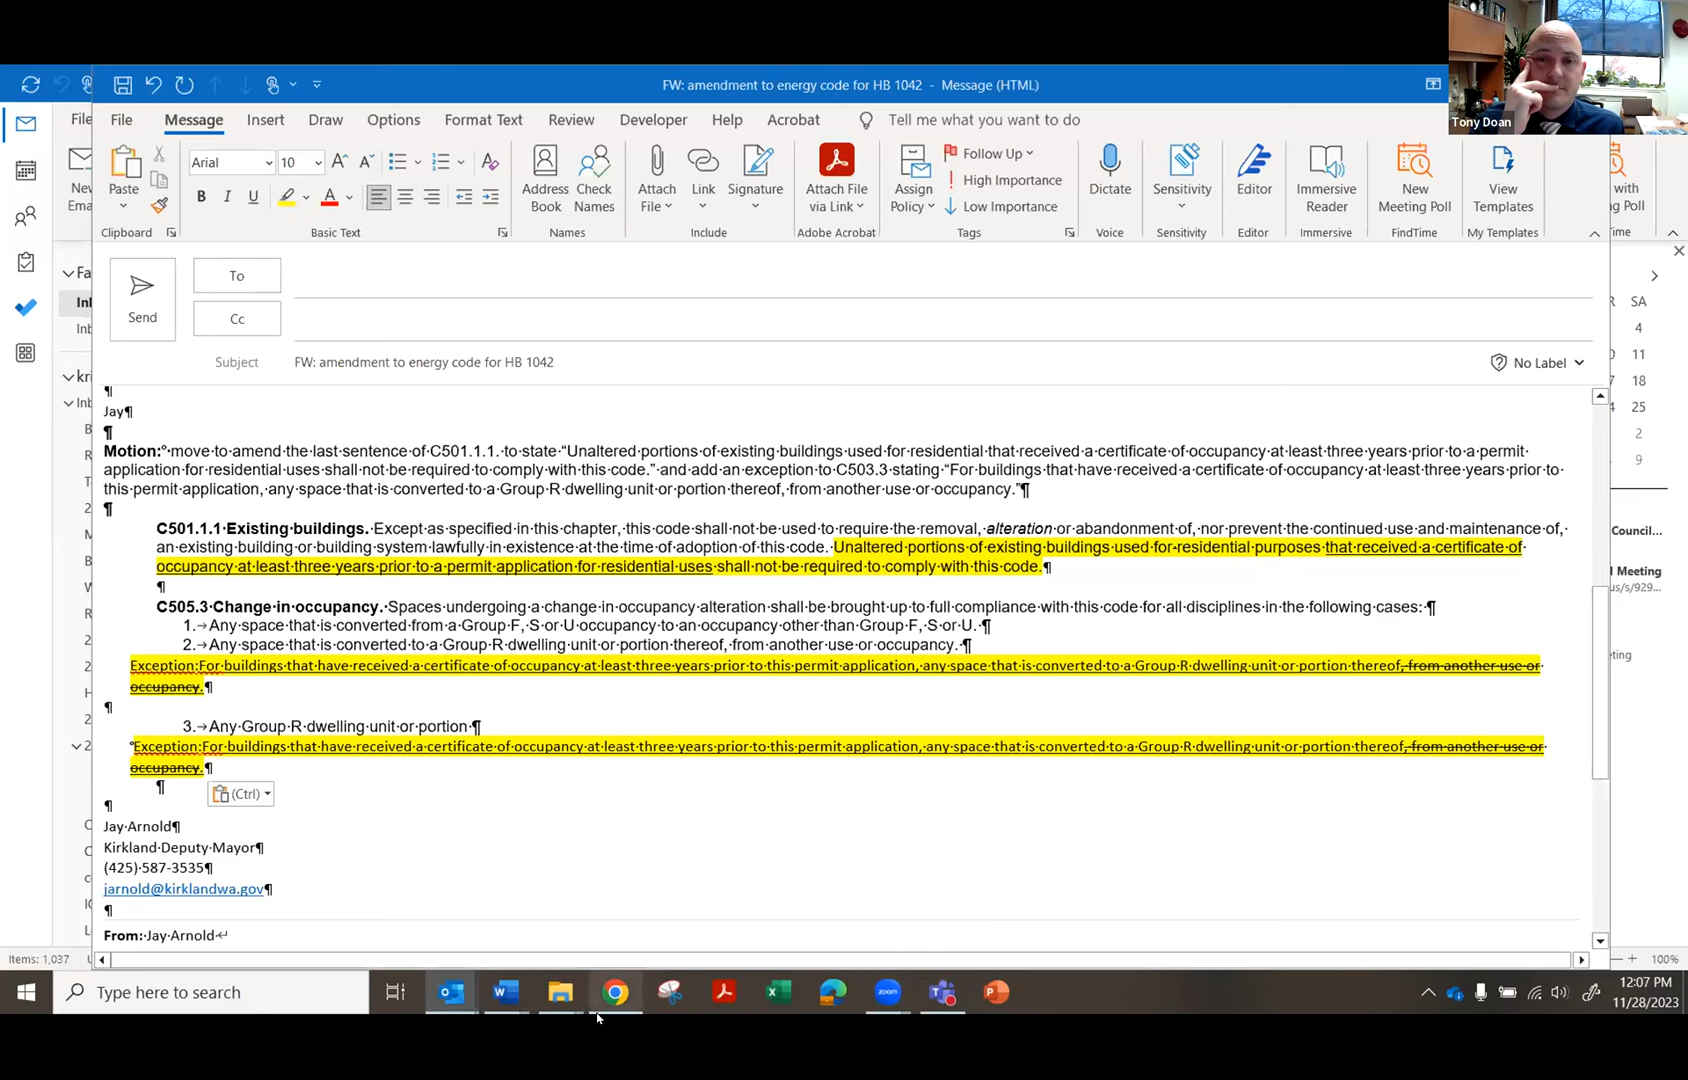 FW: amendment to energy code for HB 1042 - Message (HTML)
Tony Doan
File
File Message Insert Draw Options Format Text Review Developer Help Acrobat Tell me what you want to do
New
Paste
Arial 10
B I U
Address Book
Check Names
Attach File
Link
Signature
Attach File via Link
Assign Policy
Follow Up
High Importance
Low Importance
Dictate
Sensitivity
Editor
Immersive Reader
New Meeting Poll
View Templates
with
Poll
Clipboard Basic Text Names Include Adobe Acrobat Tags Voice Sensitivity Editor Immersive FindTime My Templates
Send
To
Cc
Subject FW: amendment to energy code for HB 1042
No Label
SA
4
11
18
25
2
9
Council...
Meeting
us/s/929...
¶
Jay¶
¶
Motion:° move to amend the last sentence of C501.1.1. to state “Unaltered portions of existing buildings used for residential that received a certificate of occupancy at least three years prior to a permit
application for residential uses shall not be required to comply with this code.” and add an exception to C503.3 stating “For buildings that have received a certificate of occupancy at least three years prior to
this permit application, any space that is converted to a Group R dwelling unit or portion thereof, from another use or occupancy.”¶
¶
C501.1.1 Existing buildings. Except as specified in this chapter, this code shall not be used to require the removal, alteration or abandonment of, nor prevent the continued use and maintenance of,
an existing building or building system lawfully in existence at the time of adoption of this code. Unaltered portions of existing buildings used for residential purposes that received a certificate of
occupancy at least three years prior to a permit application for residential uses shall not be required to comply with this code.¶
¶
C505.3 Change in occupancy. Spaces undergoing a change in occupancy alteration shall be brought up to full compliance with this code for all disciplines in the following cases: ¶
1.→Any space that is converted from a Group F, S or U occupancy to an occupancy other than Group F, S or U. ¶
2.→Any space that is converted to a Group R dwelling unit or portion thereof, from another use or occupancy. ¶
Exception:For buildings that have received a certificate of occupancy at least three years prior to this permit application, any space that is converted to a Group R dwelling unit or portion thereof, from another use or
occupancy.¶
¶
3.→Any Group R dwelling unit or portion ¶
°Exception:For buildings that have received a certificate of occupancy at least three years prior to this permit application, any space that is converted to a Group R dwelling unit or portion thereof, from another use or
occupancy.¶
¶
(Ctrl)
¶
Jay Arnold¶
Kirkland Deputy Mayor¶
(425) 587-3535¶
jarnold@kirklandwa.gov¶
¶
From: Jay Arnold↵
Items: 1,037
100%
Type here to search
zoom
12:07 PM
11/28/2023